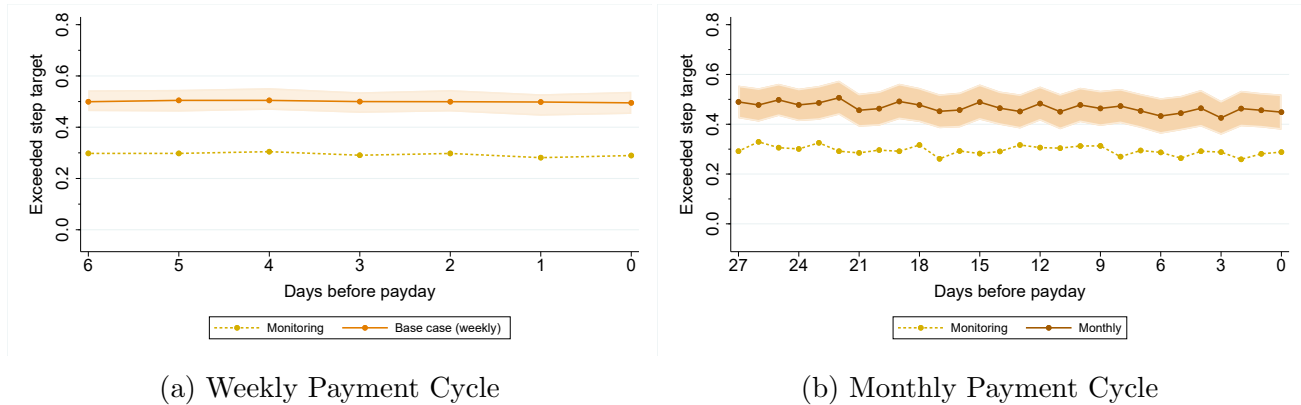 Exceeded step target
0.8
0.6
0.4
0.2
0.0
6 5 4 3 2 1 0
Days before payday
Monitoring Base case (weekly)
(a) Weekly Payment Cycle
Exceeded step target
0.8
0.6
0.4
0.2
0.0
27 24 21 18 15 12 9 6 3 0
Days before payday
Monitoring Monthly
(b) Monthly Payment Cycle